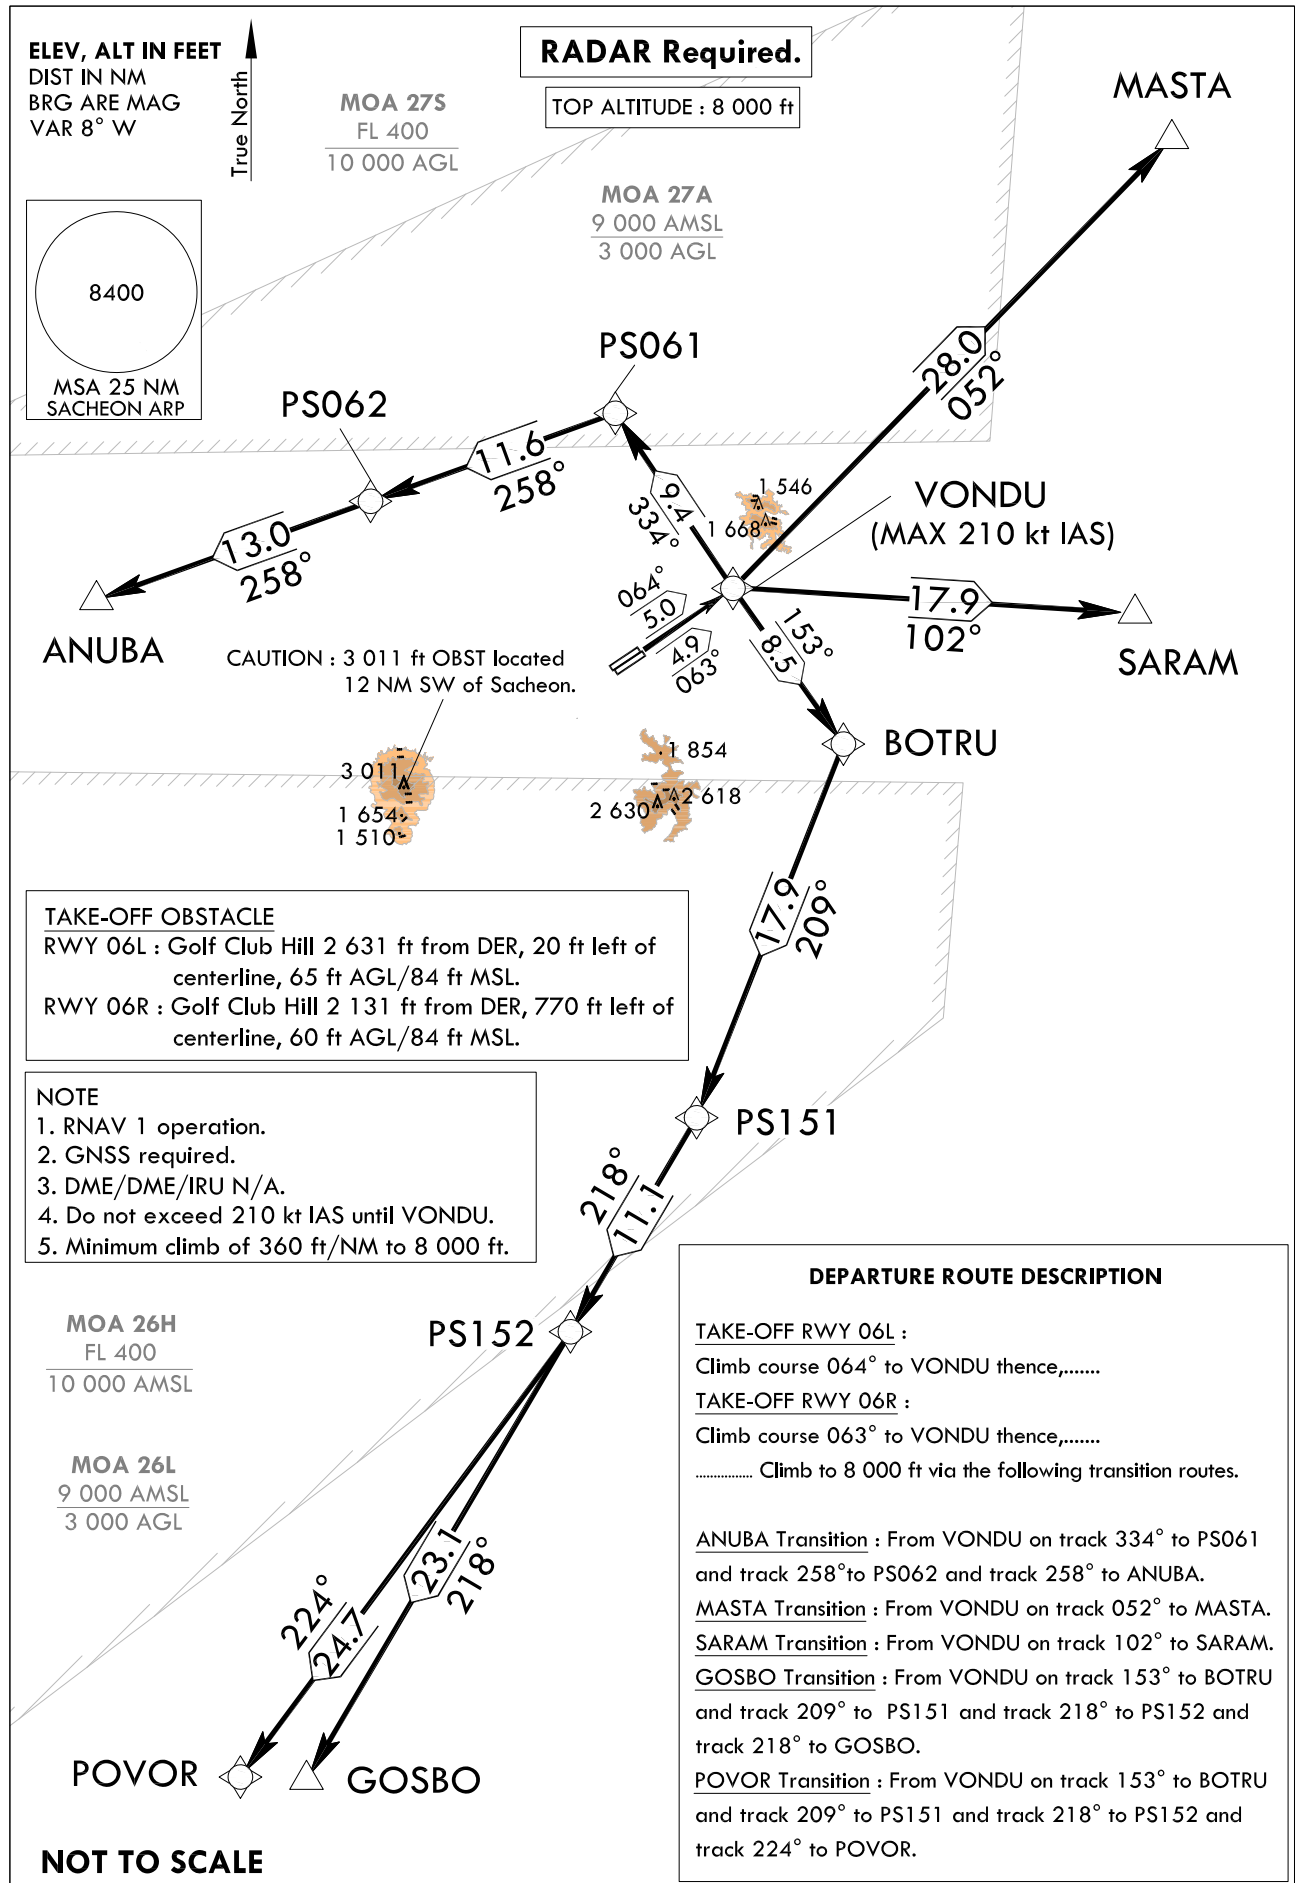 ELEV, ALT IN FEET
DIST IN NM
BRG ARE MAG
VAR 8° W
True North
RADAR Required.
TOP ALTITUDE : 8 000 ft
MOA 27S
FL 400
10 000 AGL
MOA 27A
9 000 AMSL
3 000 AGL
MASTA
8400
MSA 25 NM
SACHEON ARP
28.0
052°
PS061
PS062
11.6
258°
13.0
258°
ANUBA
9.4
334°
1 546
1 668
VONDU
(MAX 210 kt IAS)
064°
5.0
4.9
063°
17.9
102°
SARAM
153°
8.5
BOTRU
CAUTION : 3 011 ft OBST located
12 NM SW of Sacheon.
3 011
1 654
1 510
1 854
2 618
2 630
17.9
209°
TAKE-OFF OBSTACLE
RWY 06L : Golf Club Hill 2 631 ft from DER, 20 ft left of
centerline, 65 ft AGL/84 ft MSL.
RWY 06R : Golf Club Hill 2 131 ft from DER, 770 ft left of
centerline, 60 ft AGL/84 ft MSL.
NOTE
1. RNAV 1 operation.
2. GNSS required.
3. DME/DME/IRU N/A.
4. Do not exceed 210 kt IAS until VONDU.
5. Minimum climb of 360 ft/NM to 8 000 ft.
PS151
218°
11.1
PS152
MOA 26H
FL 400
10 000 AMSL
MOA 26L
9 000 AMSL
3 000 AGL
23.1
218°
224°
24.7
POVOR
GOSBO
NOT TO SCALE
DEPARTURE ROUTE DESCRIPTION
TAKE-OFF RWY 06L :
Climb course 064° to VONDU thence,.......
TAKE-OFF RWY 06R :
Climb course 063° to VONDU thence,.......
................ Climb to 8 000 ft via the following transition routes.
ANUBA Transition : From VONDU on track 334° to PS061
and track 258°to PS062 and track 258° to ANUBA.
MASTA Transition : From VONDU on track 052° to MASTA.
SARAM Transition : From VONDU on track 102° to SARAM.
GOSBO Transition : From VONDU on track 153° to BOTRU
and track 209° to PS151 and track 218° to PS152 and
track 218° to GOSBO.
POVOR Transition : From VONDU on track 153° to BOTRU
and track 209° to PS151 and track 218° to PS152 and
track 224° to POVOR.